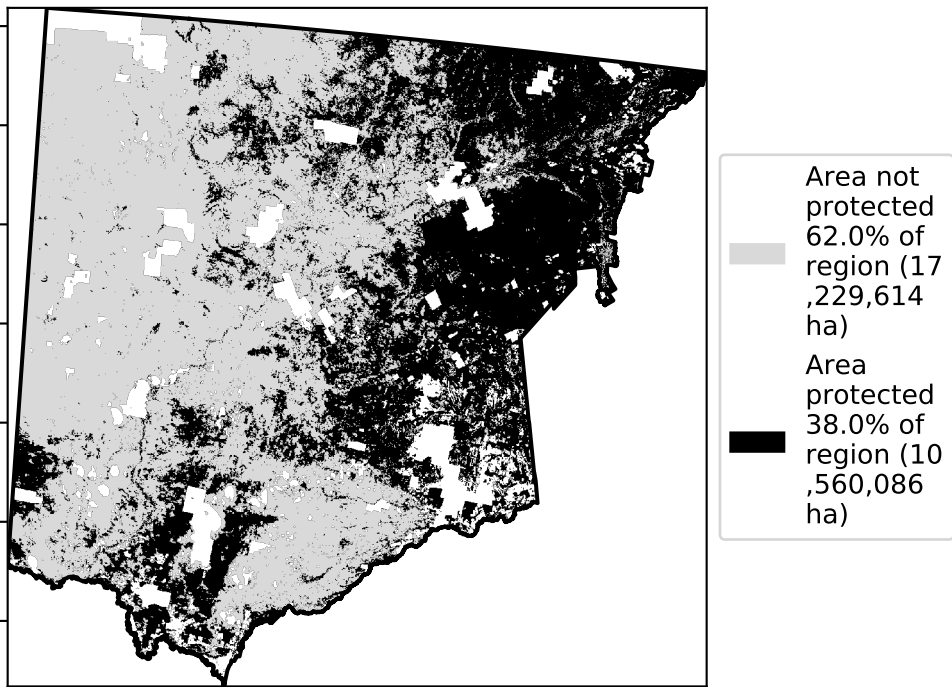 Area not
protected
62.0% of
region (17
,229,614
ha)
Area
protected
38.0% of
region (10
,560,086
ha)